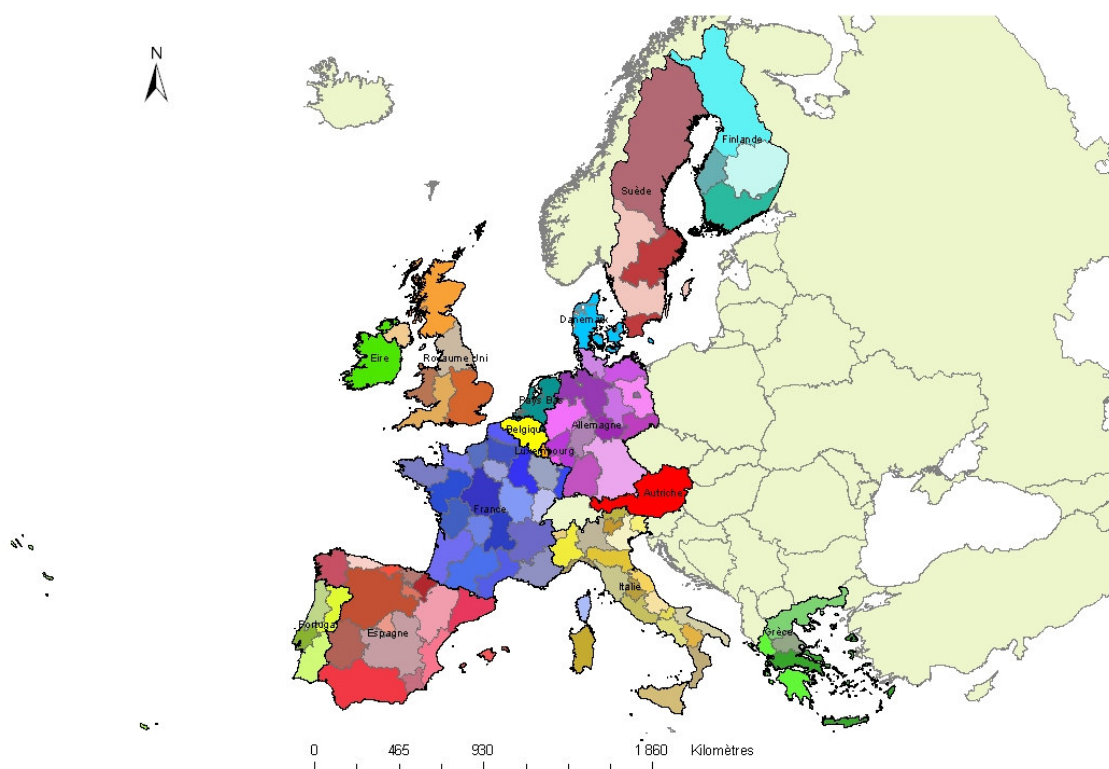 N
Finlande
Suède
Danemark
Eire
Royaume Uni
Pays Bas
Belgique
Allemagne
Luxembourg
Autriche
France
Italie
Portugal
Espagne
Grèce
0 465 930 1 860 Kilomètres